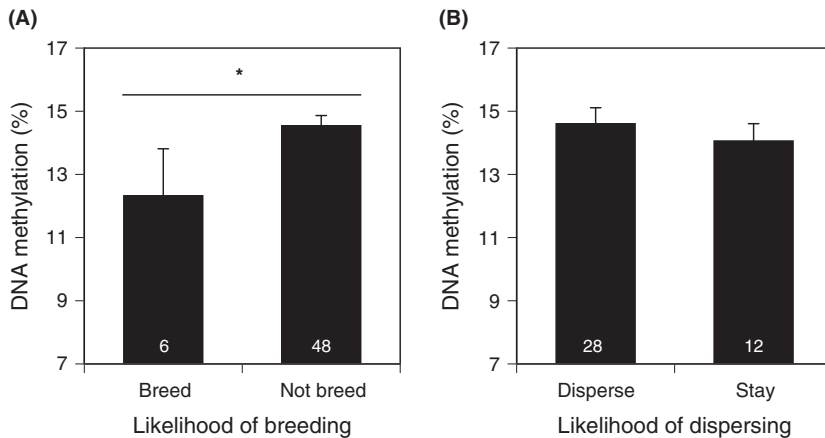 (A)
17
15
13
11
9
7
DNA methylation (%)
*
6
48
Breed
Not breed
Likelihood of breeding
(B)
17
15
13
11
9
7
DNA methylation (%)
28
12
Disperse
Stay
Likelihood of dispersing